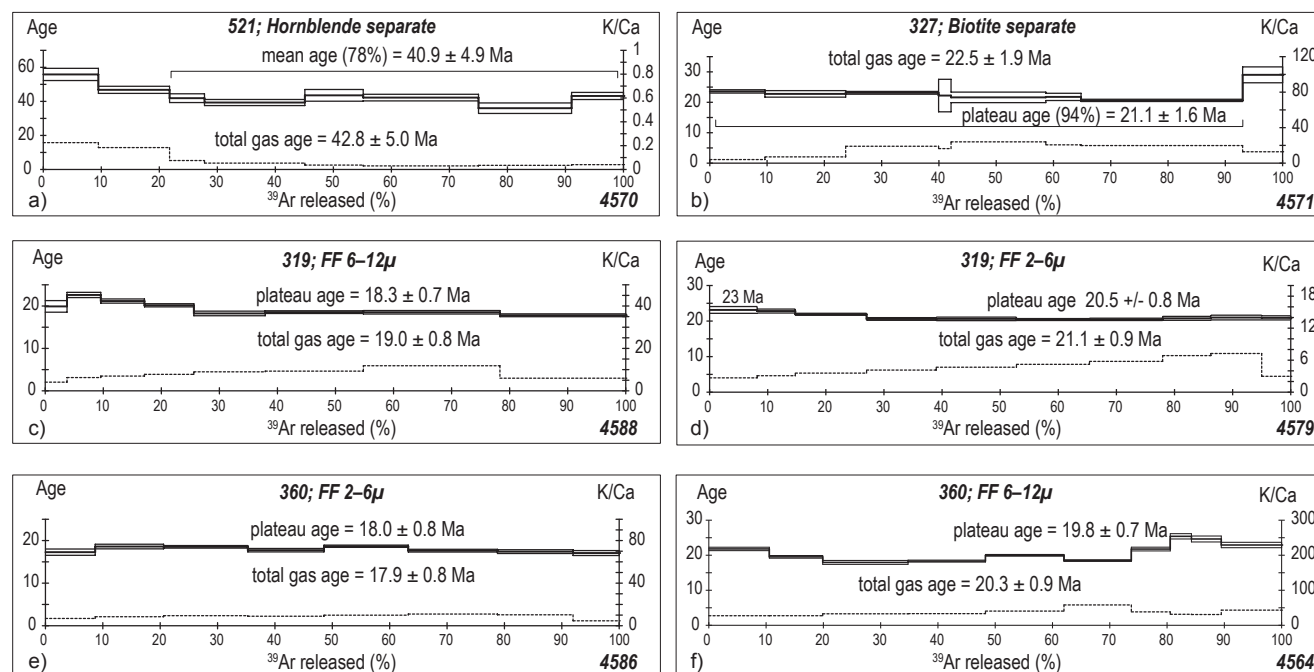 Age 521; Hornblende separate K/Ca
mean age (78%) = 40.9 ± 4.9 Ma
total gas age = 42.8 ± 5.0 Ma
60
40
20
0
1
0.8
0.6
0.4
0.2
0
0 10 20 30 40 50 60 70 80 90 100
a) ³⁹Ar released (%) 4570
Age 327; Biotite separate K/Ca
total gas age = 22.5 ± 1.9 Ma
plateau age (94%) = 21.1 ± 1.6 Ma
35
30
25
20
15
10
5
0
120
100
80
60
40
20
0
0 10 20 30 40 50 60 70 80 90 100
b) ³⁹Ar released (%) 4571
Age 319; FF 6–12µ K/Ca
plateau age = 18.3 ± 0.7 Ma
total gas age = 19.0 ± 0.8 Ma
20
10
0
40
20
0
0 10 20 30 40 50 60 70 80 90 100
c) ³⁹Ar released (%) 4588
Age 319; FF 2–6µ K/Ca
23 Ma
plateau age 20.5 +/- 0.8 Ma
total gas age = 21.1 ± 0.9 Ma
30
20
10
0
18
12
6
0
0 10 20 30 40 50 60 70 80 90 100
d) ³⁹Ar released (%) 4579
Age 360; FF 2–6µ K/Ca
plateau age = 18.0 ± 0.8 Ma
total gas age = 17.9 ± 0.8 Ma
20
10
0
80
40
0
0 10 20 30 40 50 60 70 80 90 100
e) ³⁹Ar released (%) 4586
Age 360; FF 6–12µ K/Ca
plateau age = 19.8 ± 0.7 Ma
total gas age = 20.3 ± 0.9 Ma
30
20
10
0
300
200
100
0
0 10 20 30 40 50 60 70 80 90 100
f) ³⁹Ar released (%) 4564